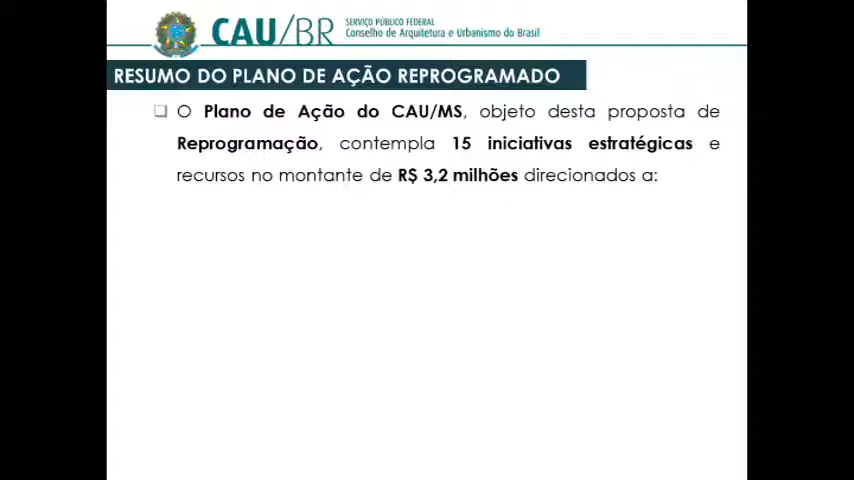 CAU/BR
SERVIÇO PÚBLICO FEDERAL
Conselho de Arquitetura e Urbanismo do Brasil
RESUMO DO PLANO DE AÇÃO REPROGRAMADO
O Plano de Ação do CAU/MS, objeto desta proposta de
Reprogramação, contempla 15 iniciativas estratégicas e
recursos no montante de R$ 3,2 milhões direcionados a: